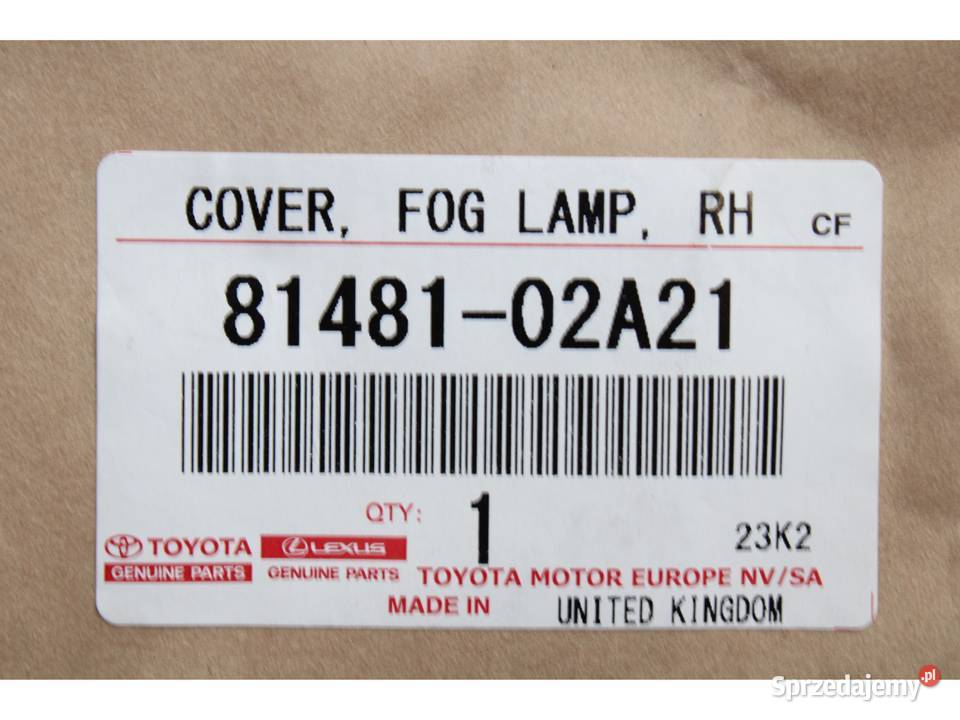 COVER, FOG LAMP, RH CF
81481-02A21
QTY: 1
23K2
TOYOTA LEXUS
GENUINE PARTS GENUINE PARTS TOYOTA MOTOR EUROPE NV/SA
MADE IN UNITED KINGDOM
Sprzedajemy.pl